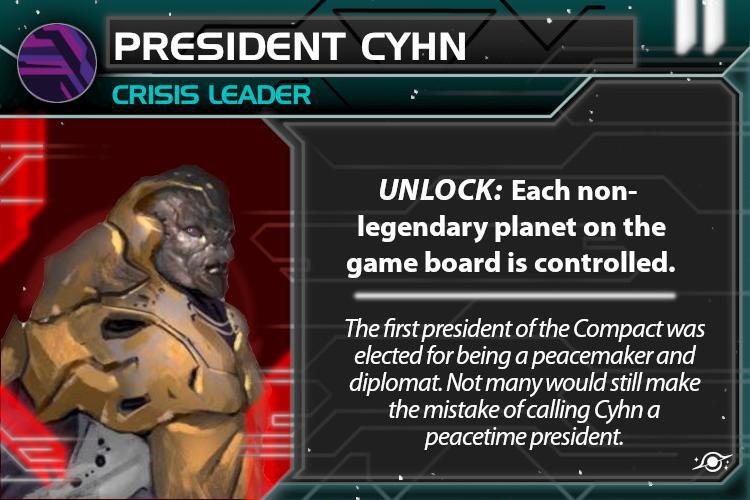 PRESIDENT CYHN
CRISIS LEADER
UNLOCK: Each non-
legendary planet on the
game board is controlled.
The first president of the Compact was
elected for being a peacemaker and
diplomat. Not many would still make
the mistake of calling Cyhn a
peacetime president.